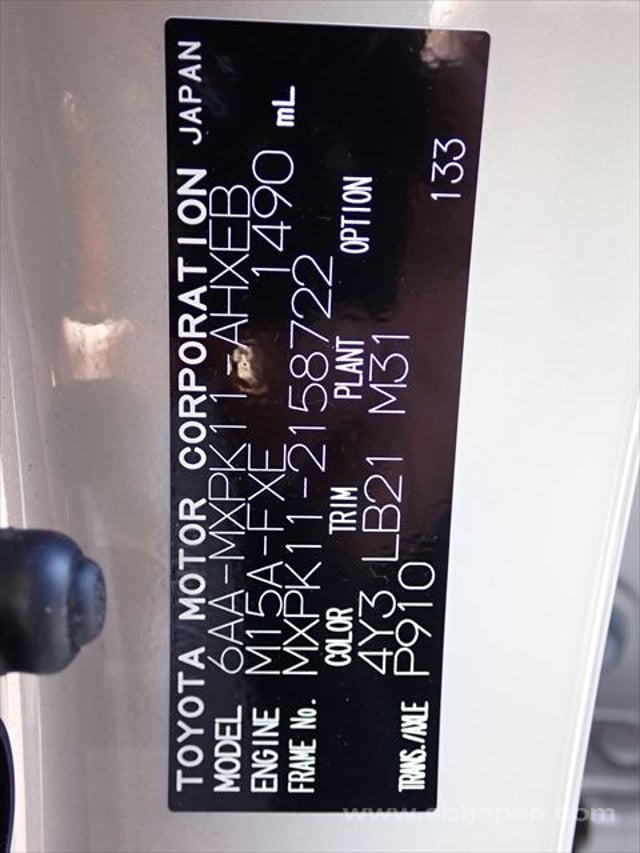 TOYOTA MOTOR CORPORATION JAPAN
MODEL 6AA-MXPK11-AHXEB
ENGINE M15A-FXE 1490 mL
FRAME No. MXPK11-2158722
COLOR TRIM PLANT OPTION
4Y3 LB21 M31
TRANS./AXLE P910 133
www.sbtjapan.com